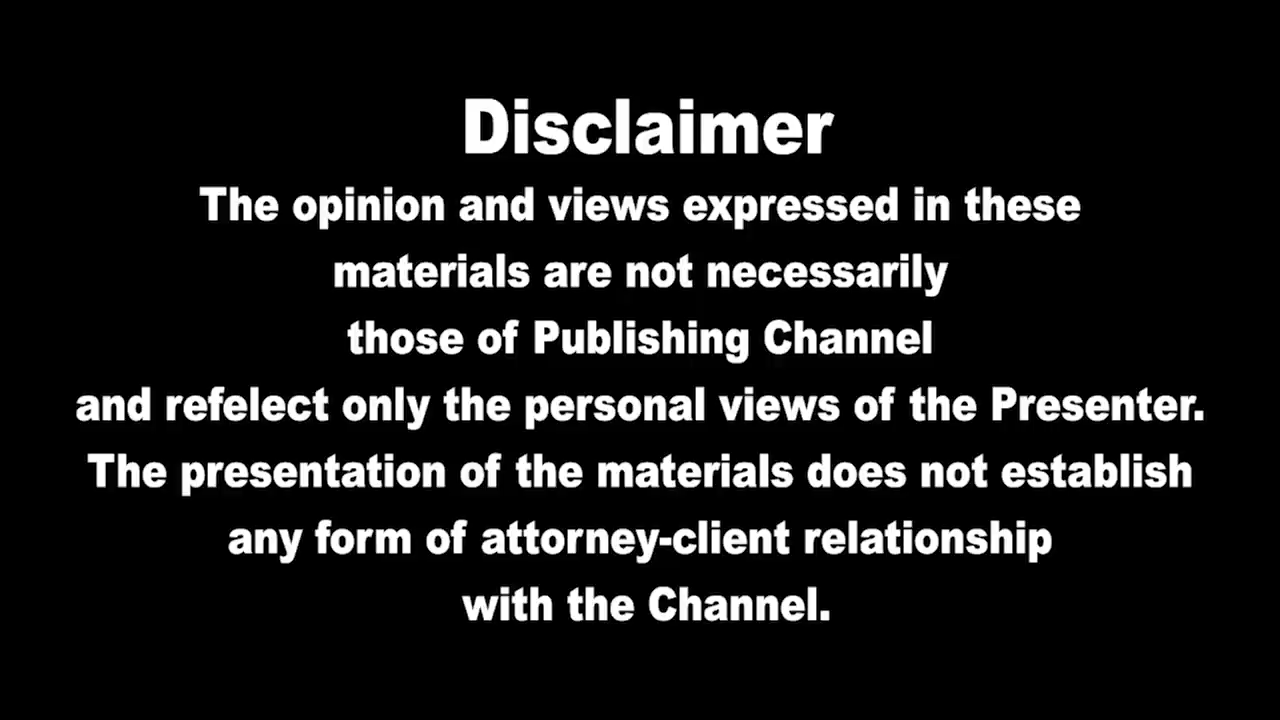 Disclaimer
The opinion and views expressed in these
materials are not necessarily
those of Publishing Channel
and refelect only the personal views of the Presenter.
The presentation of the materials does not establish
any form of attorney-client relationship
with the Channel.